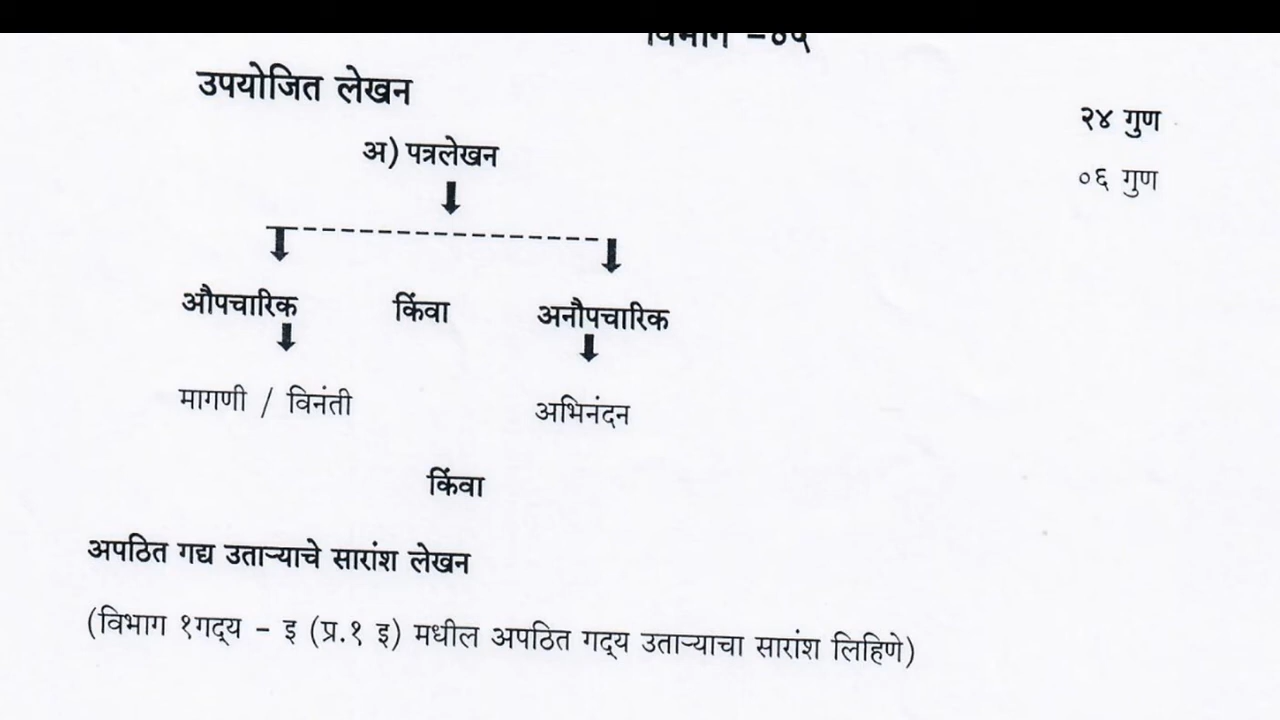 विभाग -०५
उपयोजित लेखन
२४ गुण
अ) पत्रलेखन
०६ गुण
औपचारिक किंवा अनौपचारिक
मागणी / विनंती अभिनंदन
किंवा
अपठित गद्य उताऱ्याचे सारांश लेखन
(विभाग १गद्‌य - इ (प्र.१ इ) मधील अपठित गद्‌य उताऱ्याचा सारांश लिहिणे)